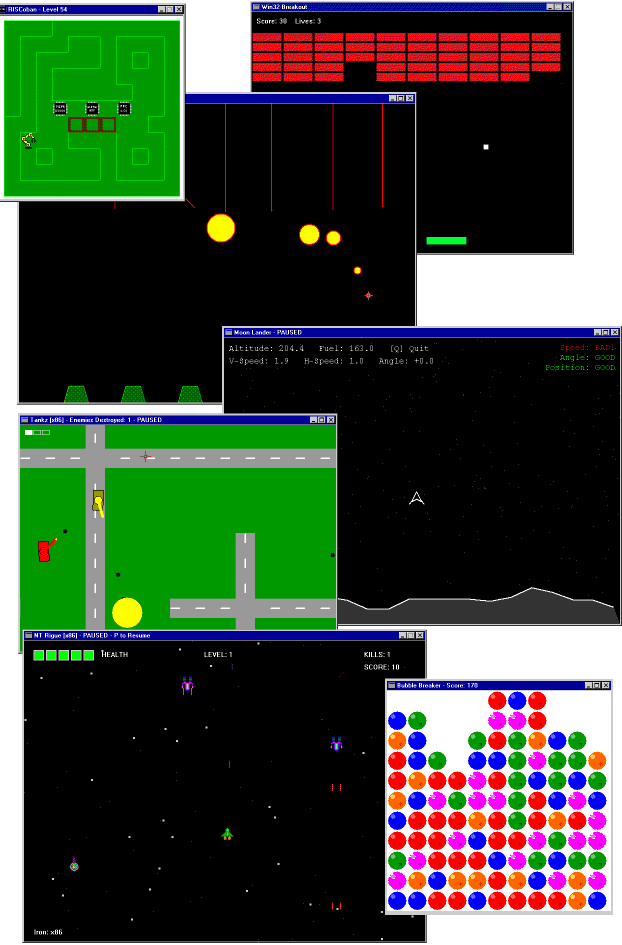 RISCoban - Level 54
Win32 Breakout
Score: 30 Lives: 3
Moon Lander - PAUSED
Altitude: 204.4 Fuel: 163.0 [Q] Quit
V-Speed: 1.9 H-Speed: 1.0 Angle: +0.0
Speed: BAD!
Angle: GOOD
Position: GOOD
Tankz [x86] - Enemies Destroyed: 1 - PAUSED
NT Rigue [x86] - PAUSED - P to Resume
HEALTH
LEVEL: 1
KILLS: 1
SCORE: 10
Iron: x86
Bubble Breaker - Score: 178